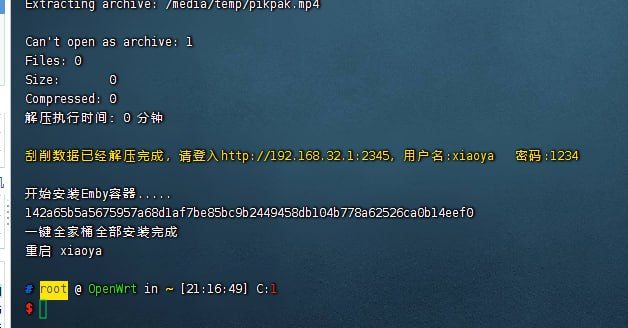 Extracting archive: /media/temp/pikpak.mp4
Can't open as archive: 1
Files: 0
Size:       0
Compressed: 0
解压执行时间: 0 分钟
刮削数据已经解压完成, 请登入http://192.168.32.1:2345, 用户名:xiaoya   密码:1234
开始安装Emby容器.....
142a65b5a5675957a68d1af7be85bc9b2449458db104b778a62526ca0b14eef0
一键全家桶全部安装完成
重启 xiaoya
# root @ OpenWrt in ~ [21:16:49] C:1
$